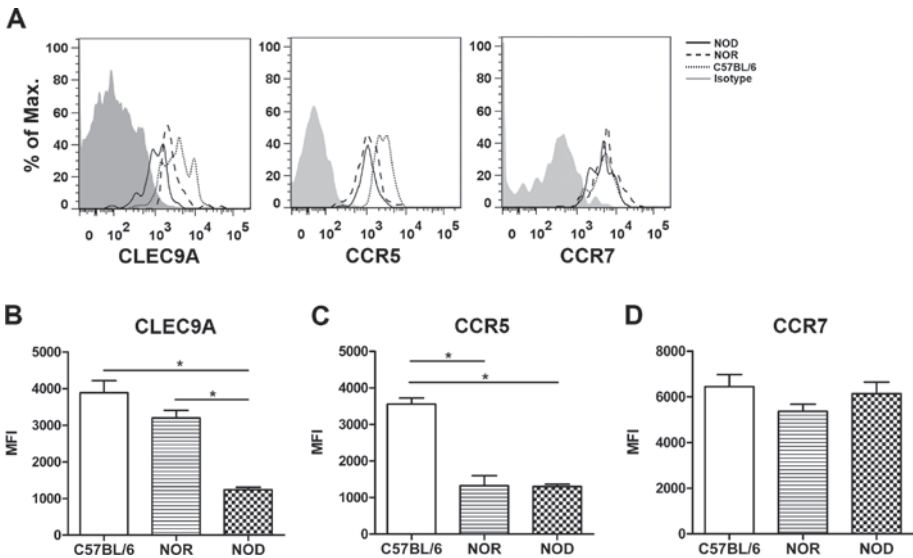 A
% of Max.
100
80
60
40
20
0
0 10² 10³ 10⁴ 10⁵
CLEC9A
100
80
60
40
20
0
0 10² 10³ 10⁴ 10⁵
CCR5
100
80
60
40
20
0
0 10² 10³ 10⁴ 10⁵
CCR7
NOD
NOR
C57BL/6
Isotype
B
CLEC9A
MFI
5000
4000
3000
2000
1000
0
*
*
C57BL/6 NOR NOD
C
CCR5
MFI
5000
4000
3000
2000
1000
0
*
*
C57BL/6 NOR NOD
D
CCR7
MFI
8000
6000
4000
2000
0
C57BL/6 NOR NOD